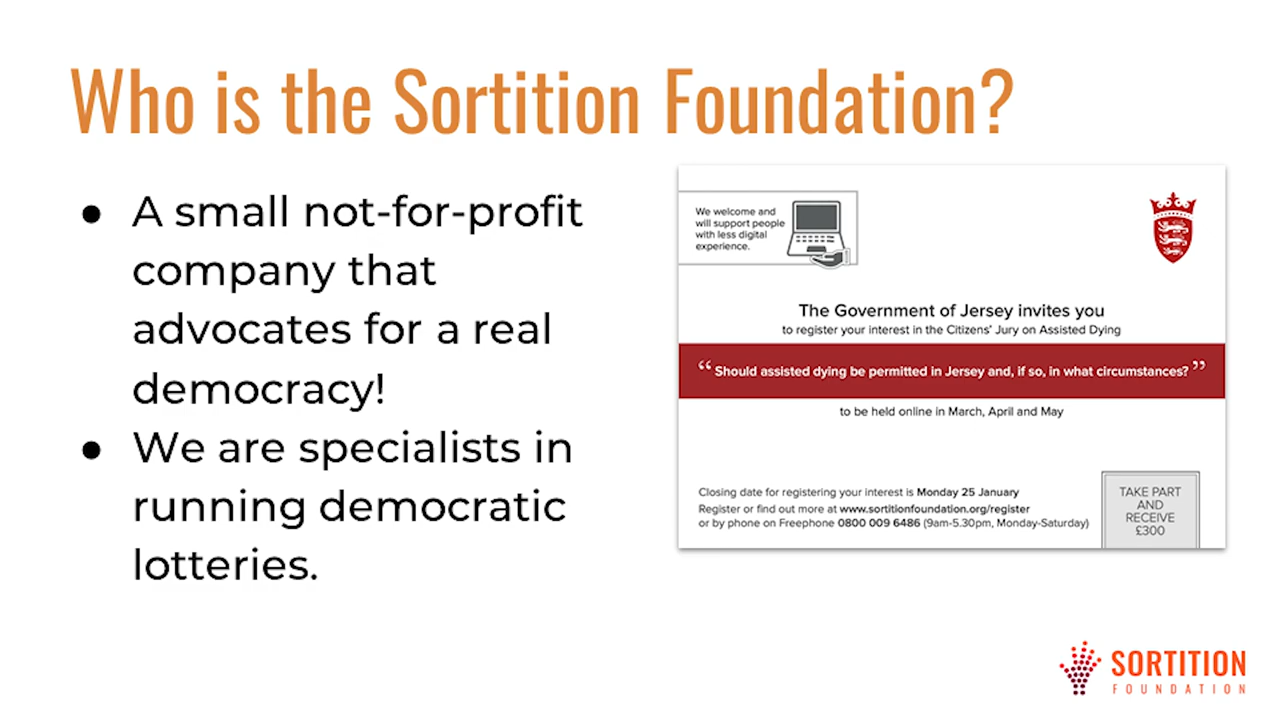 Who is the Sortition Foundation?
● A small not-for-profit
company that
advocates for a real
democracy!
● We are specialists in
running democratic
lotteries.
We welcome and
will support people
with less digital
experience.
The Government of Jersey invites you
to register your interest in the Citizens' Jury on Assisted Dying
“ Should assisted dying be permitted in Jersey and, if so, in what circumstances? ”
to be held online in March, April and May
Closing date for registering your interest is Monday 25 January
Register or find out more at www.sortitionfoundation.org/register
or by phone on Freephone 0800 009 6486 (9am-5.30pm, Monday-Saturday)
TAKE PART
AND
RECEIVE
£300
SORTITION
FOUNDATION